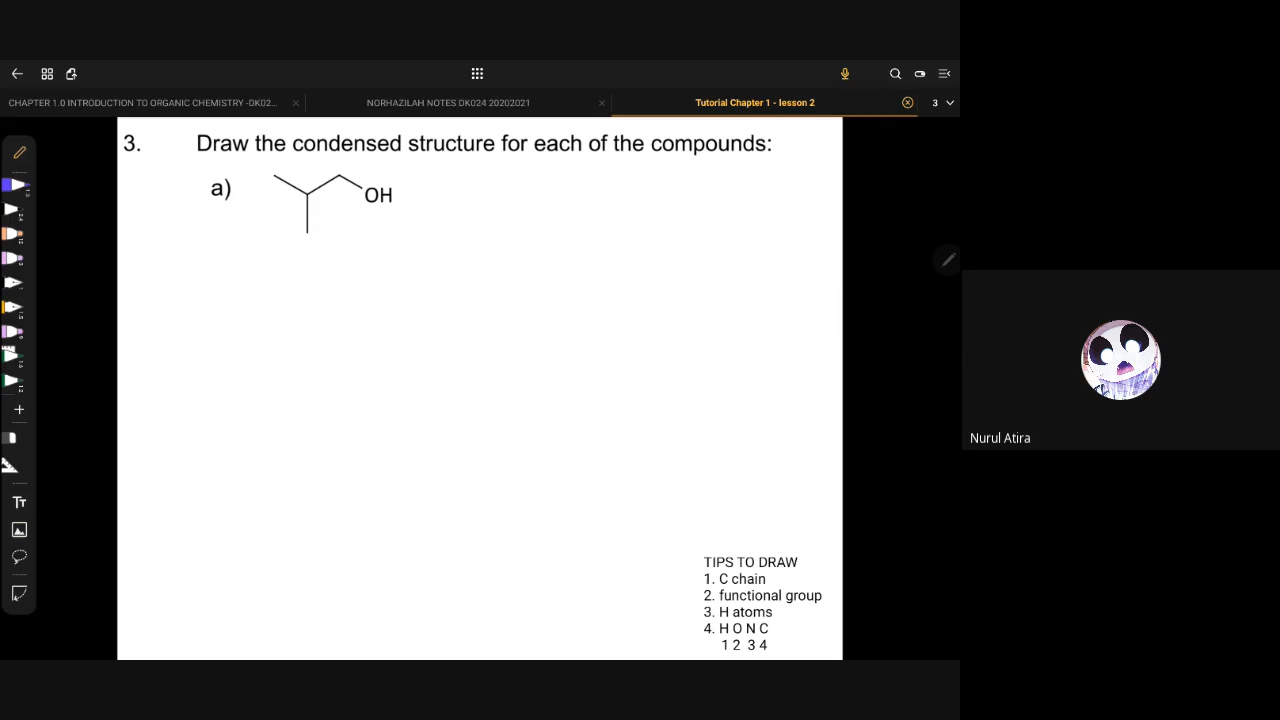 CHAPTER 1.0 INTRODUCTION TO ORGANIC CHEMISTRY -DK02...
NORHAZILAH NOTES DK024 20202021
Tutorial Chapter 1 - lesson 2
3
3. Draw the condensed structure for each of the compounds:
a)
OH
Nurul Atira
TT
TIPS TO DRAW
1. C chain
2. functional group
3. H atoms
4. H O N C
1 2 3 4